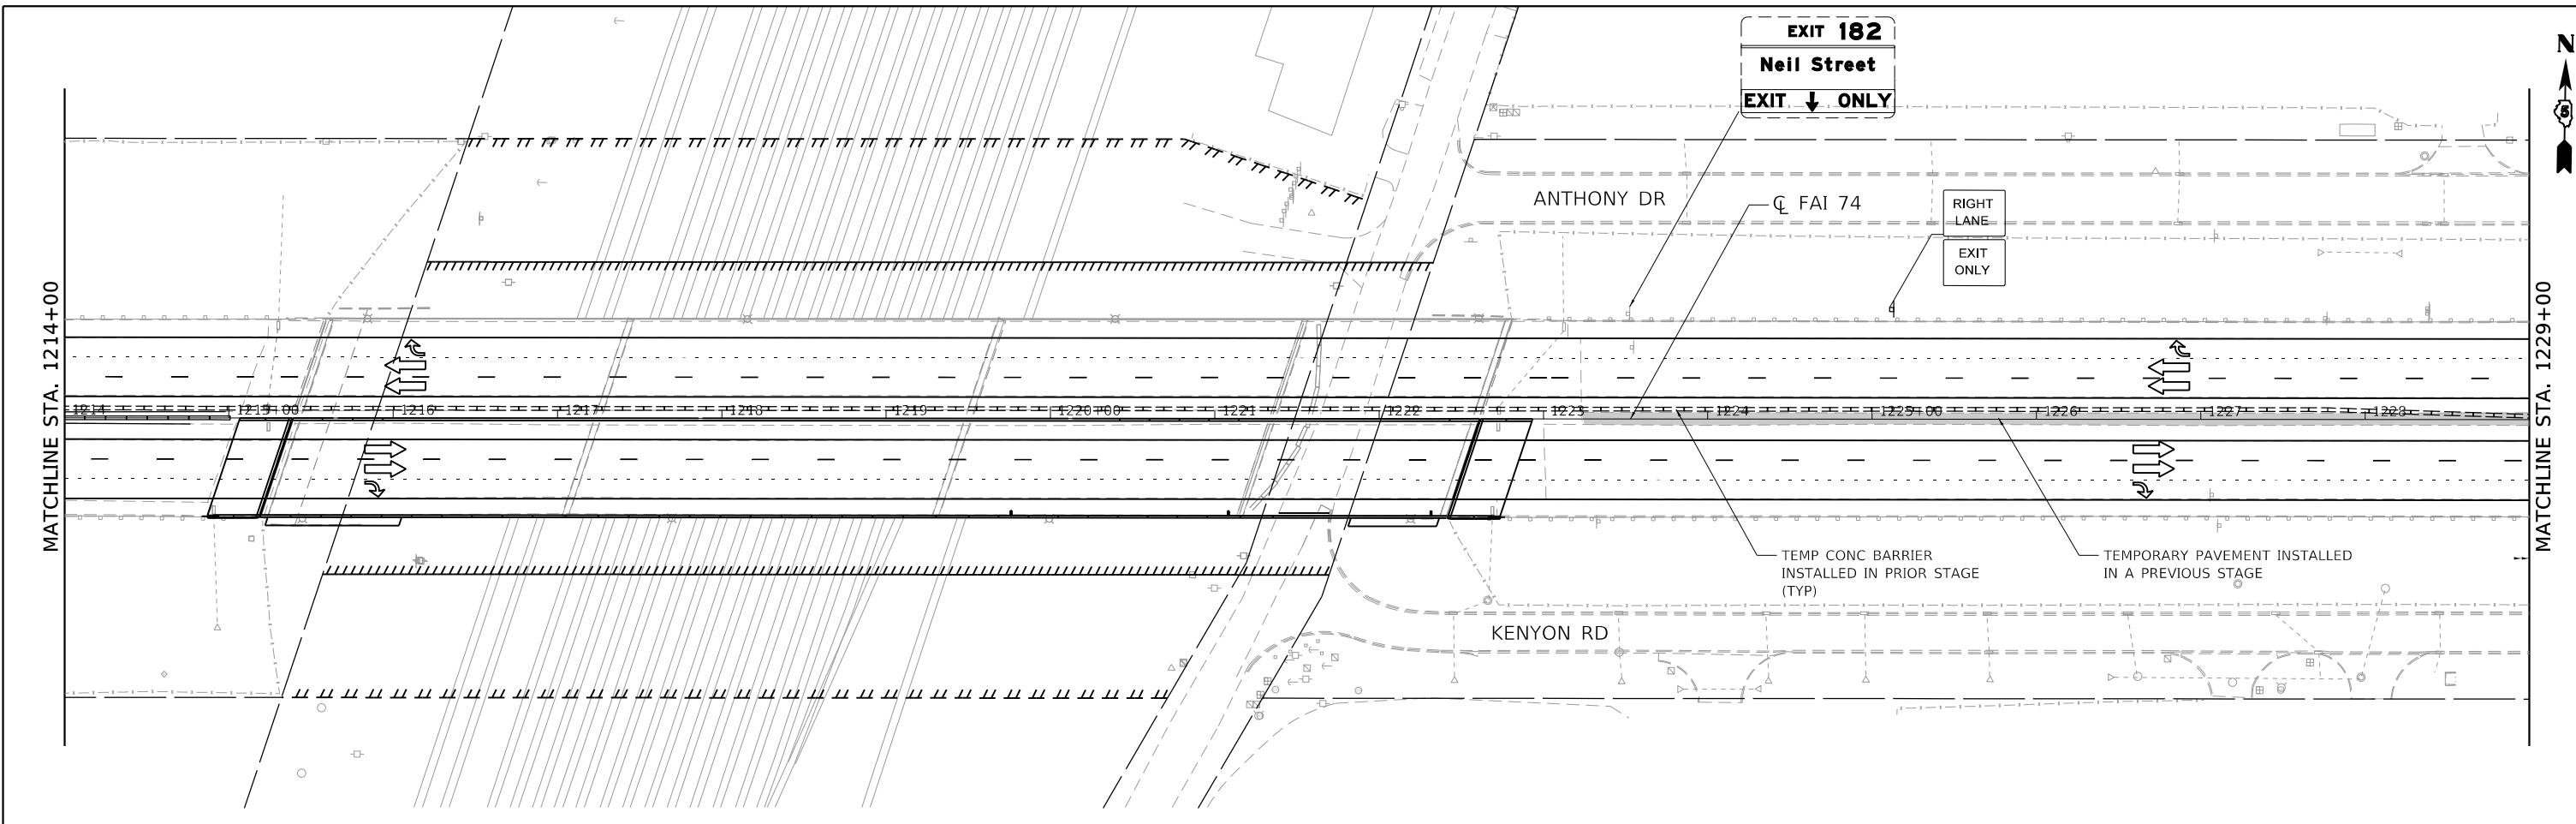 EXIT 182
Neil Street
EXIT ↓ ONLY
N
S
ANTHONY DR
℄ FAI 74
RIGHT
LANE
EXIT
ONLY
MATCHLINE STA. 1214+00
MATCHLINE STA. 1229+00
1214
1215+00
1216
1217
1218
1219
1220+00
1221
1222
1223
1224
1225+00
1226
1227
1228
TEMP CONC BARRIER
INSTALLED IN PRIOR STAGE
(TYP)
TEMPORARY PAVEMENT INSTALLED
IN A PREVIOUS STAGE
KENYON RD